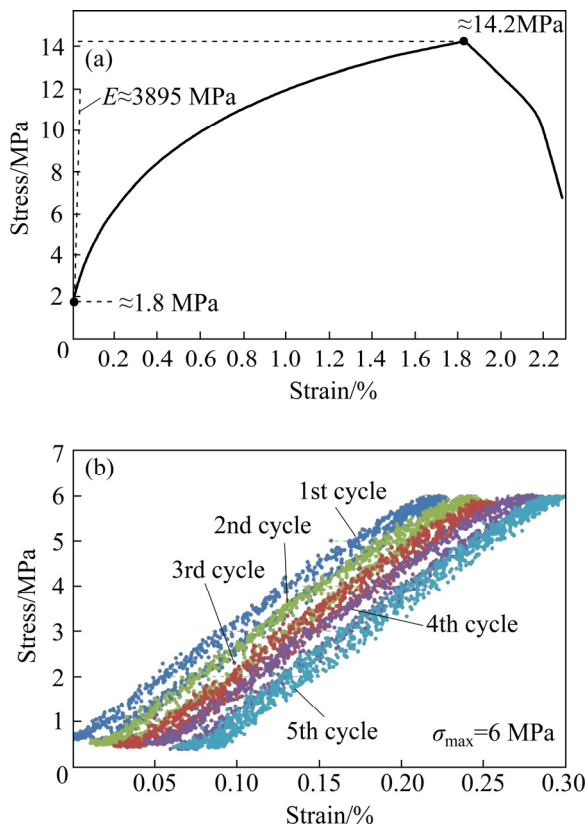 ≈14.2MPa
14
(a)
12
E≈3895 MPa
10
8
6
4
2
≈1.8 MPa
0
Stress/MPa
0.2 0.4 0.6 0.8 1.0 1.2 1.4 1.6 1.8 2.0 2.2
Strain/%
7
(b)
6
1st cycle
5
2nd cycle
4
3rd cycle
3
4th cycle
2
5th cycle
1
σmax=6 MPa
0
Stress/MPa
0.05 0.10 0.15 0.20 0.25 0.30
Strain/%